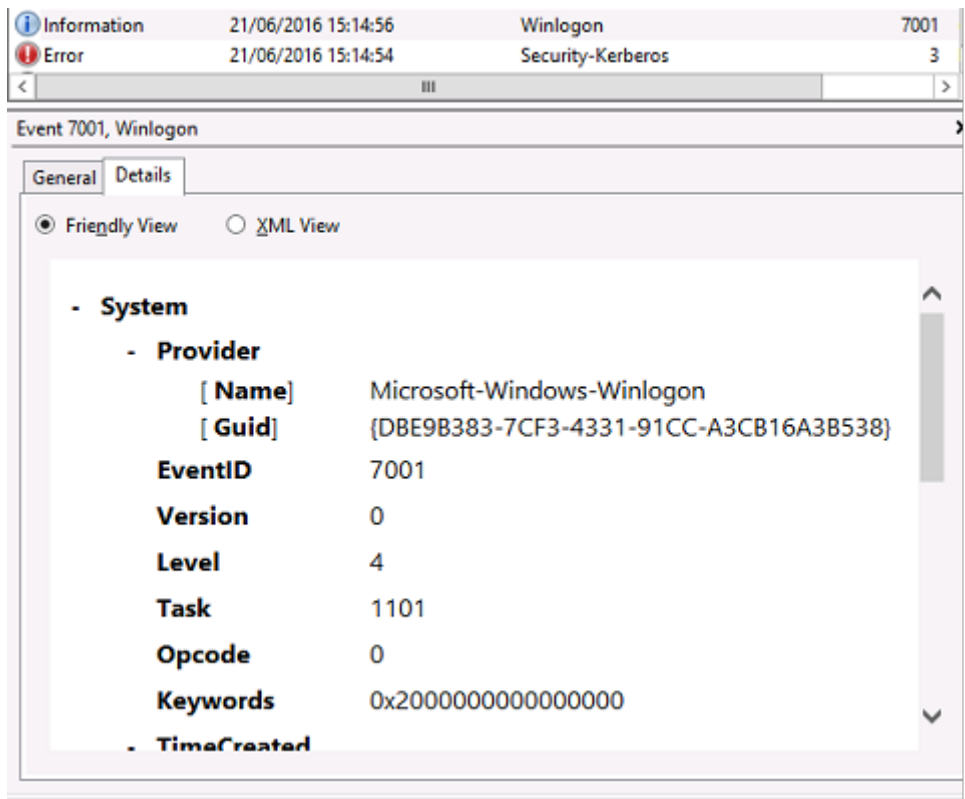 Information 21/06/2016 15:14:56 Winlogon 7001
Error 21/06/2016 15:14:54 Security-Kerberos 3
Event 7001, Winlogon
General Details
Friendly View XML View
- System
- Provider
[ Name] Microsoft-Windows-Winlogon
[ Guid] {DBE9B383-7CF3-4331-91CC-A3CB16A3B538}
EventID 7001
Version 0
Level 4
Task 1101
Opcode 0
Keywords 0x2000000000000000
- TimeCreated